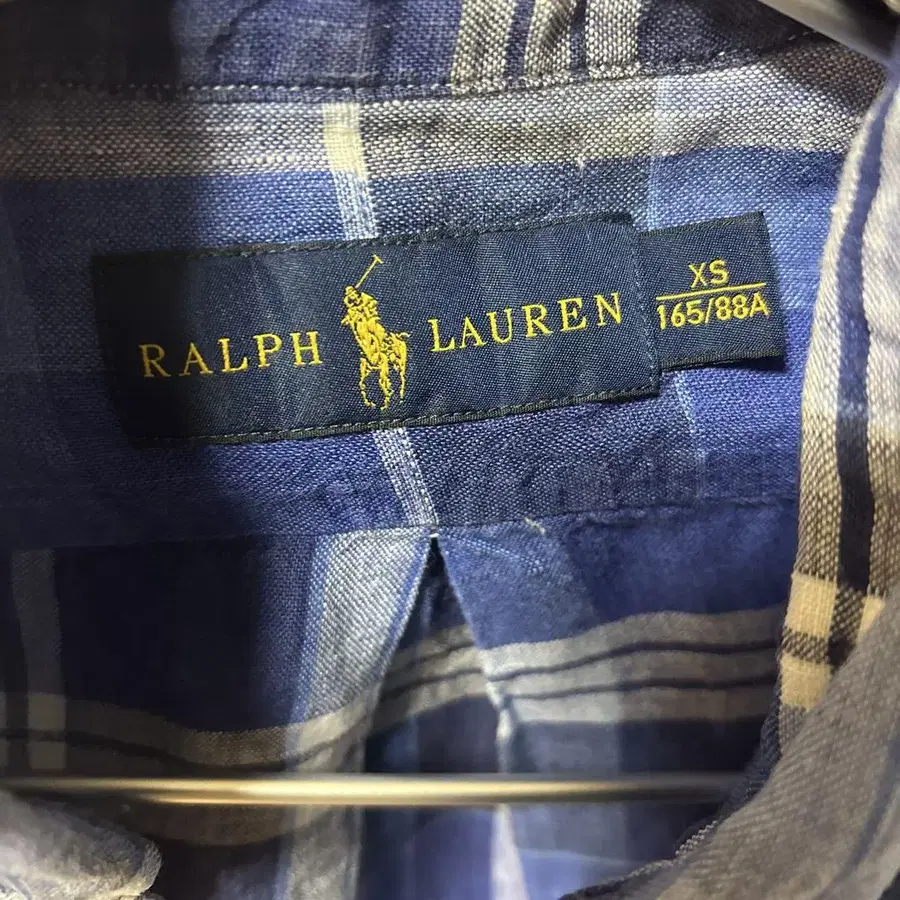 RALPH LAUREN
XS
165/88A